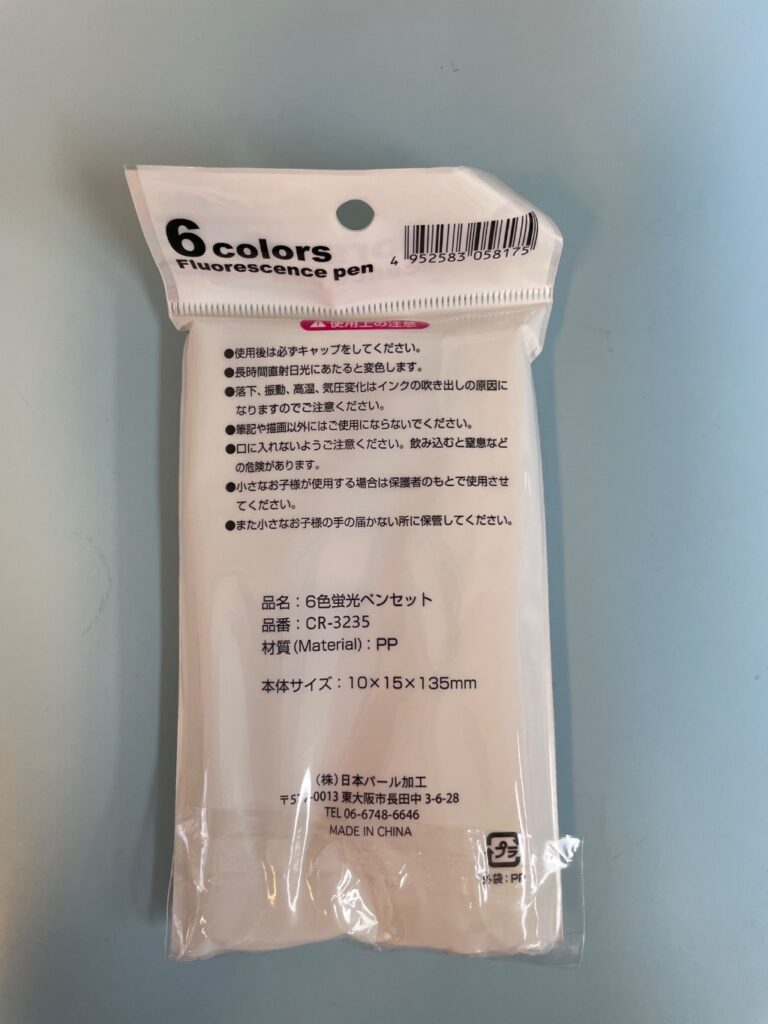 6 colors
Fluorescence pen
4 952583 058175
使用上の注意
●使用後は必ずキャップをしてください。
●長時間直射日光にあたると変色します。
●落下、振動、高温、気圧変化はインクの吹き出しの原因に
なりますのでご注意ください。
●筆記や描画以外にはご使用にならないでください。
●口に入れないようご注意ください。飲み込むと窒息など
の危険があります。
●小さなお子様が使用する場合は保護者のもとで使用させ
てください。
●また小さなお子様の手の届かない所に保管してください。
品名：6色蛍光ペンセット
品番：CR-3235
材質(Material)：PP
本体サイズ：10×15×135mm
(株)日本パール加工
〒577-0013 東大阪市長田中 3-6-28
TEL 06-6748-6646
MADE IN CHINA
プラ
外袋：PP